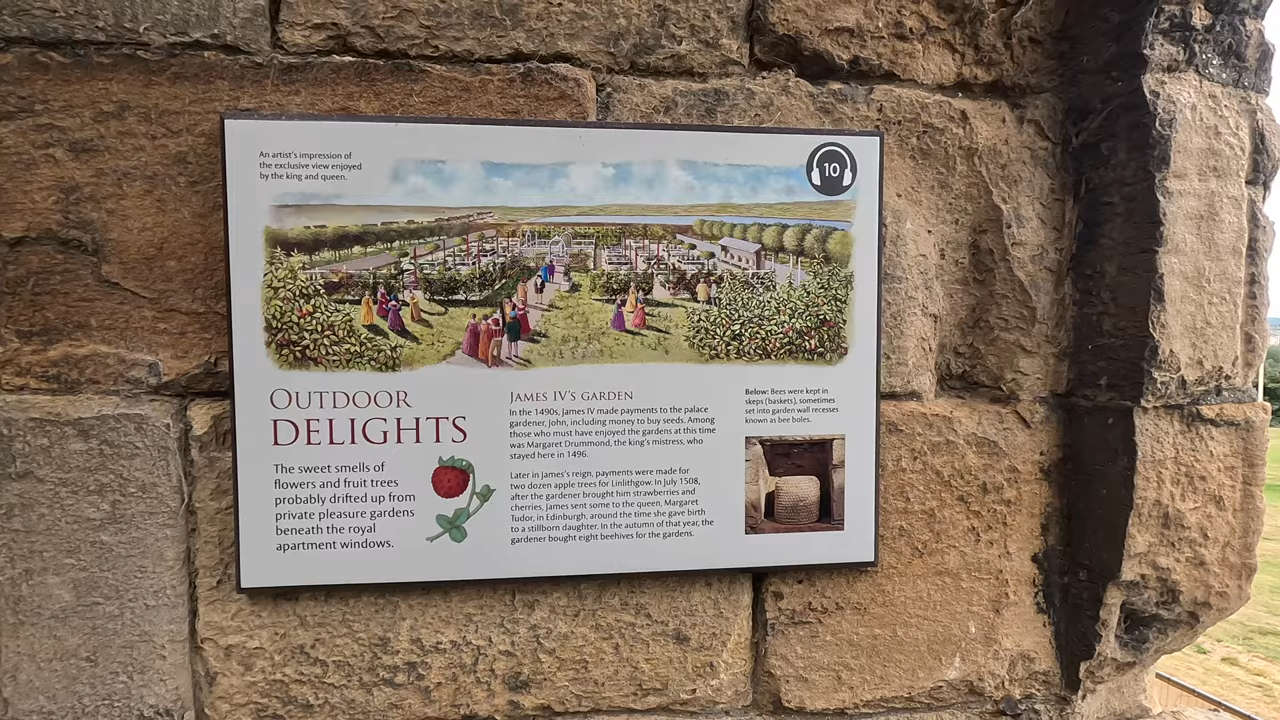 An artist's impression of
the exclusive view enjoyed
by the king and queen.
10
OUTDOOR
DELIGHTS
The sweet smells of
flowers and fruit trees
probably drifted up from
private pleasure gardens
beneath the royal
apartment windows.
JAMES IV'S GARDEN
In the 1490s, James IV made payments to the palace
gardener, John, including money to buy seeds. Among
those who must have enjoyed the gardens at this time
was Margaret Drummond, the king's mistress, who
stayed here in 1496.
Later in James's reign, payments were made for
two dozen apple trees for Linlithgow. In July 1508,
after the gardener brought him strawberries and
cherries, James sent some to the queen, Margaret
Tudor, in Edinburgh, around the time she gave birth
to a stillborn daughter. In the autumn of that year, the
gardener bought eight beehives for the gardens.
Below: Bees were kept in
skeps (baskets), sometimes
set into garden wall recesses
known as bee boles.